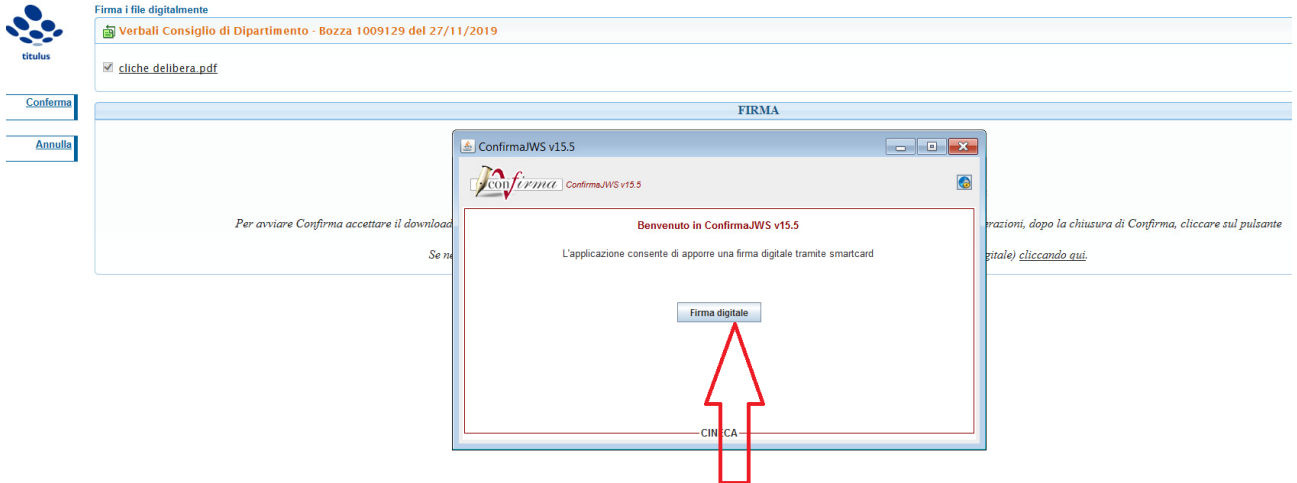 Firma i file digitalmente
titulus
Verbali Consiglio di Dipartimento - Bozza 1009129 del 27/11/2019
cliche delibera.pdf
Conferma
Annulla
FIRMA
ConfirmaJWS v15.5
Confirma ConfirmaJWS v15.5
Benvenuto in ConfirmaJWS v15.5
L'applicazione consente di apporre una firma digitale tramite smartcard
Firma digitale
CINECA
Per avviare Confirma accettare il download
erazioni, dopo la chiusura di Confirma, cliccare sul pulsante
Se ne
gitale) cliccando qui.